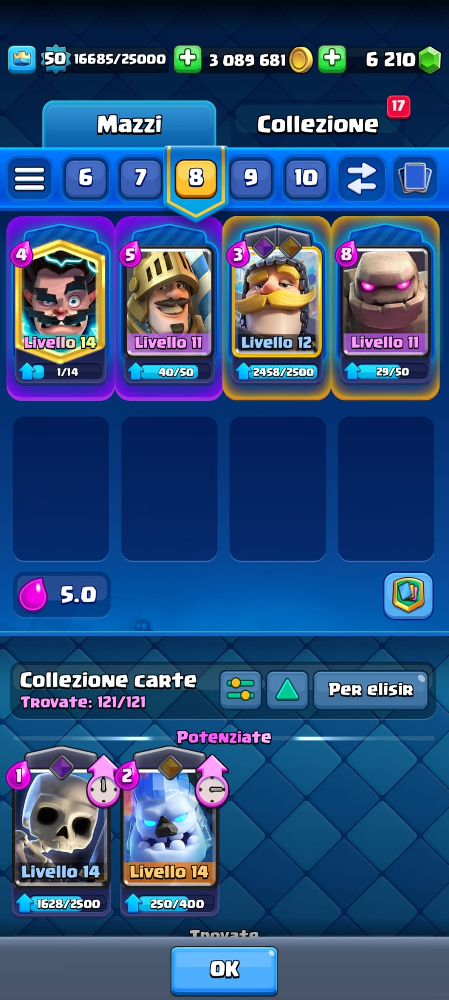 50 16685/25000 3 089 681 6 210
17
Mazzi Collezione
6 7 8 9 10
4 5 3 8
Livello 14 Livello 11 Livello 12 Livello 11
1/14 40/50 2458/2500 29/50
5.0
Collezione carte
Trovate: 121/121
Per elisir
Potenziate
1 2
Livello 14 Livello 14
1628/2500 250/400
Trovate
OK